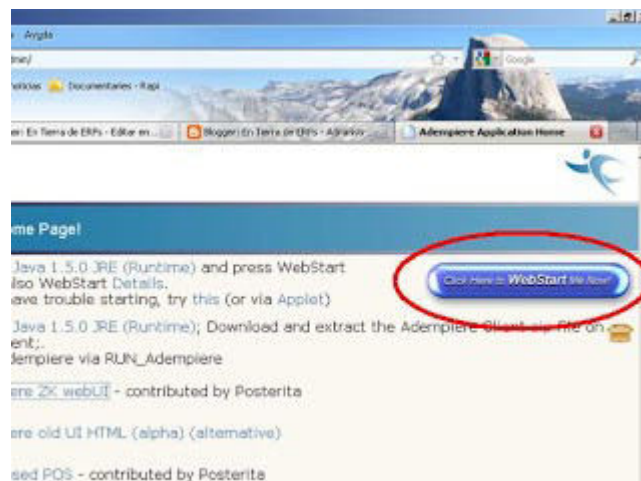 Ayuda
me/
Google
noticias Documentaries - Rapi
er: En Tierra de ERPs - Editar en...
Blogger: En Tierra de ERPs -
Adempiere Application Home
ome Page!
Java 1.5.0 JRE (Runtime) and press WebStart
lso WebStart Details.
ave trouble starting, try this (or via Applet)
Click Here to WebStart Me Now!
Java 1.5.0 JRE (Runtime); Download and extract the Adempiere Client zip file on
ent;.
dempiere via RUN_Adempiere
ere ZK webUI - contributed by Posterita
ere old UI HTML (alpha) (alternative)
sed POS - contributed by Posterita